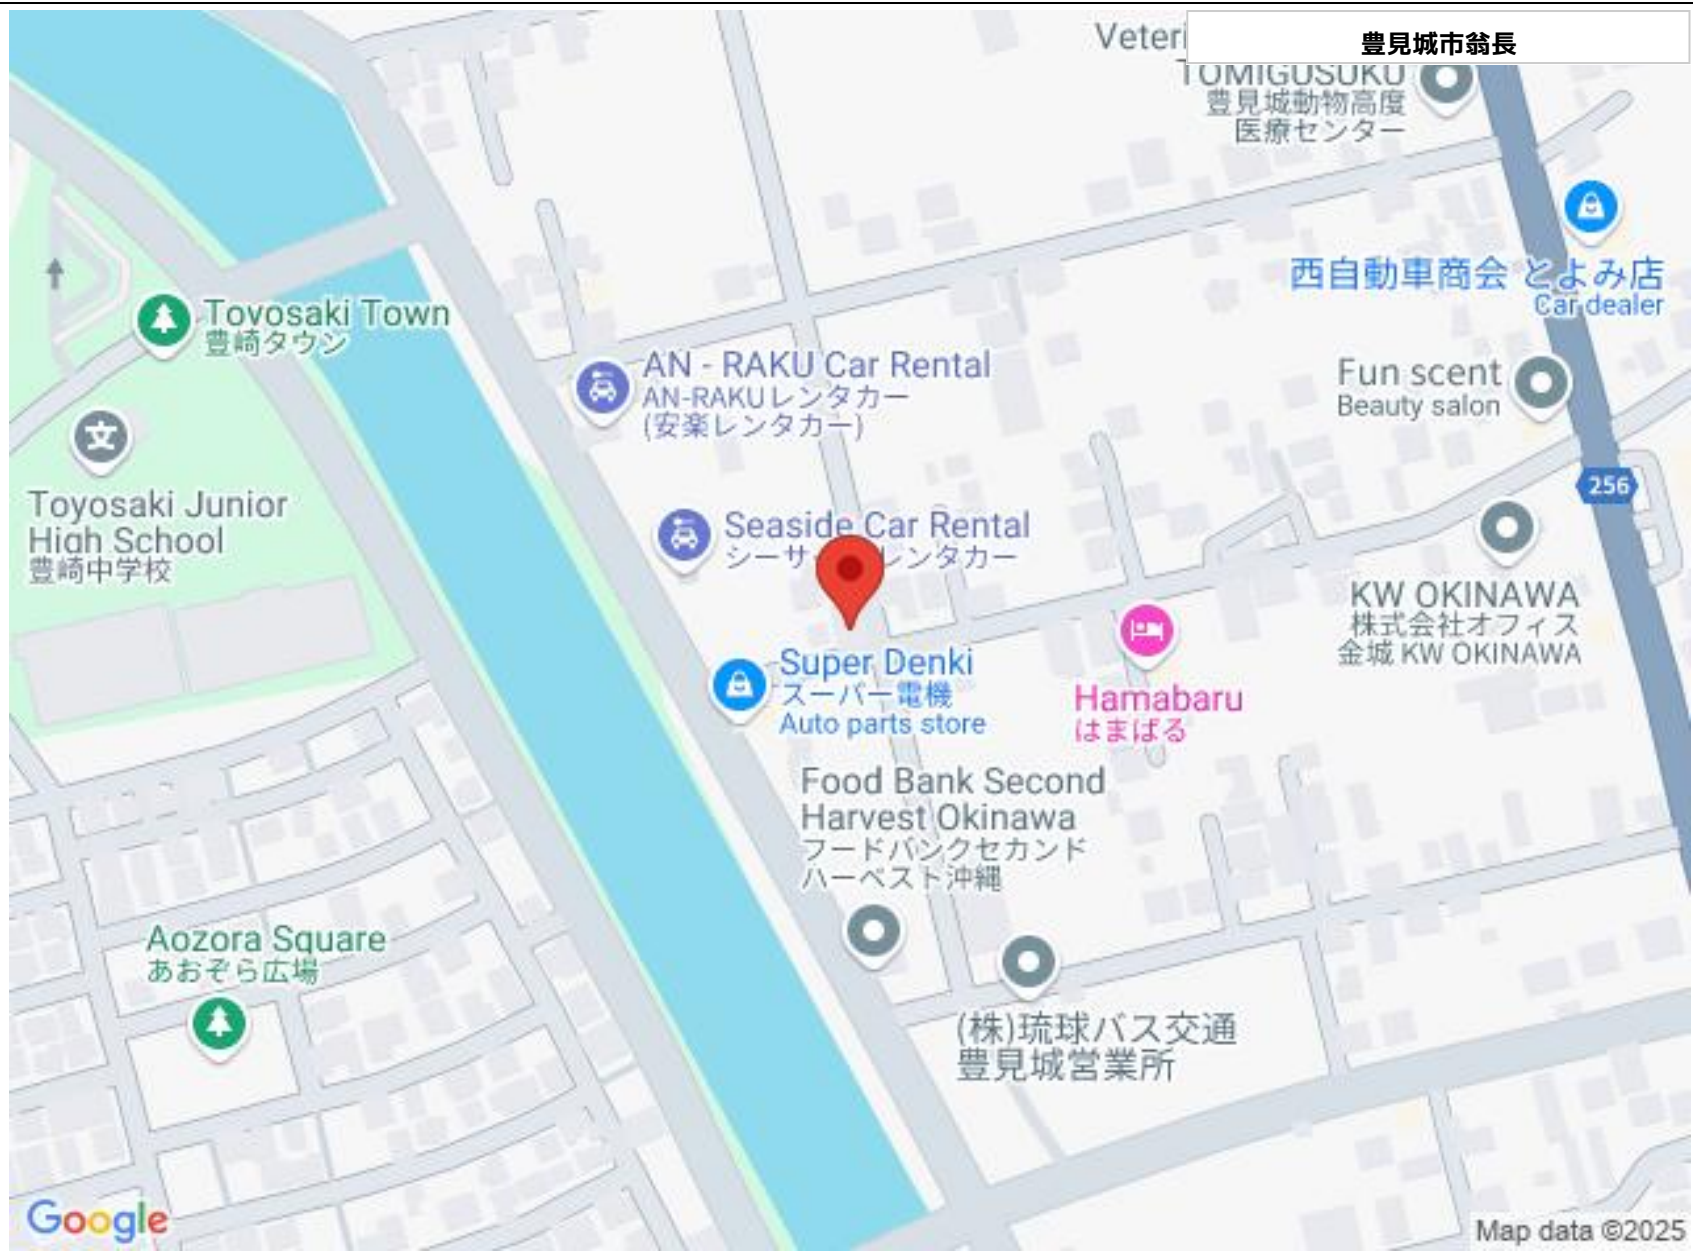 豊見城市翁長
Veteri
TOMIGUSUKU
豊見城動物高度
医療センター
西自動車商会 とよみ店
Car dealer
Toyosaki Town
豊崎タウン
AN - RAKU Car Rental
AN-RAKUレンタカー
(安楽レンタカー)
Fun scent
Beauty salon
Toyosaki Junior
High School
豊崎中学校
256
Seaside Car Rental
シーサ
レンタカー
KW OKINAWA
株式会社オフィス
金城 KW OKINAWA
Super Denki
スーパー電機
Auto parts store
Hamabaru
はまばる
Food Bank Second
Harvest Okinawa
フードバンクセカンド
ハーベスト沖縄
Aozora Square
あおぞら広場
(株)琉球バス交通
豊見城営業所
Google
Map data ©2025